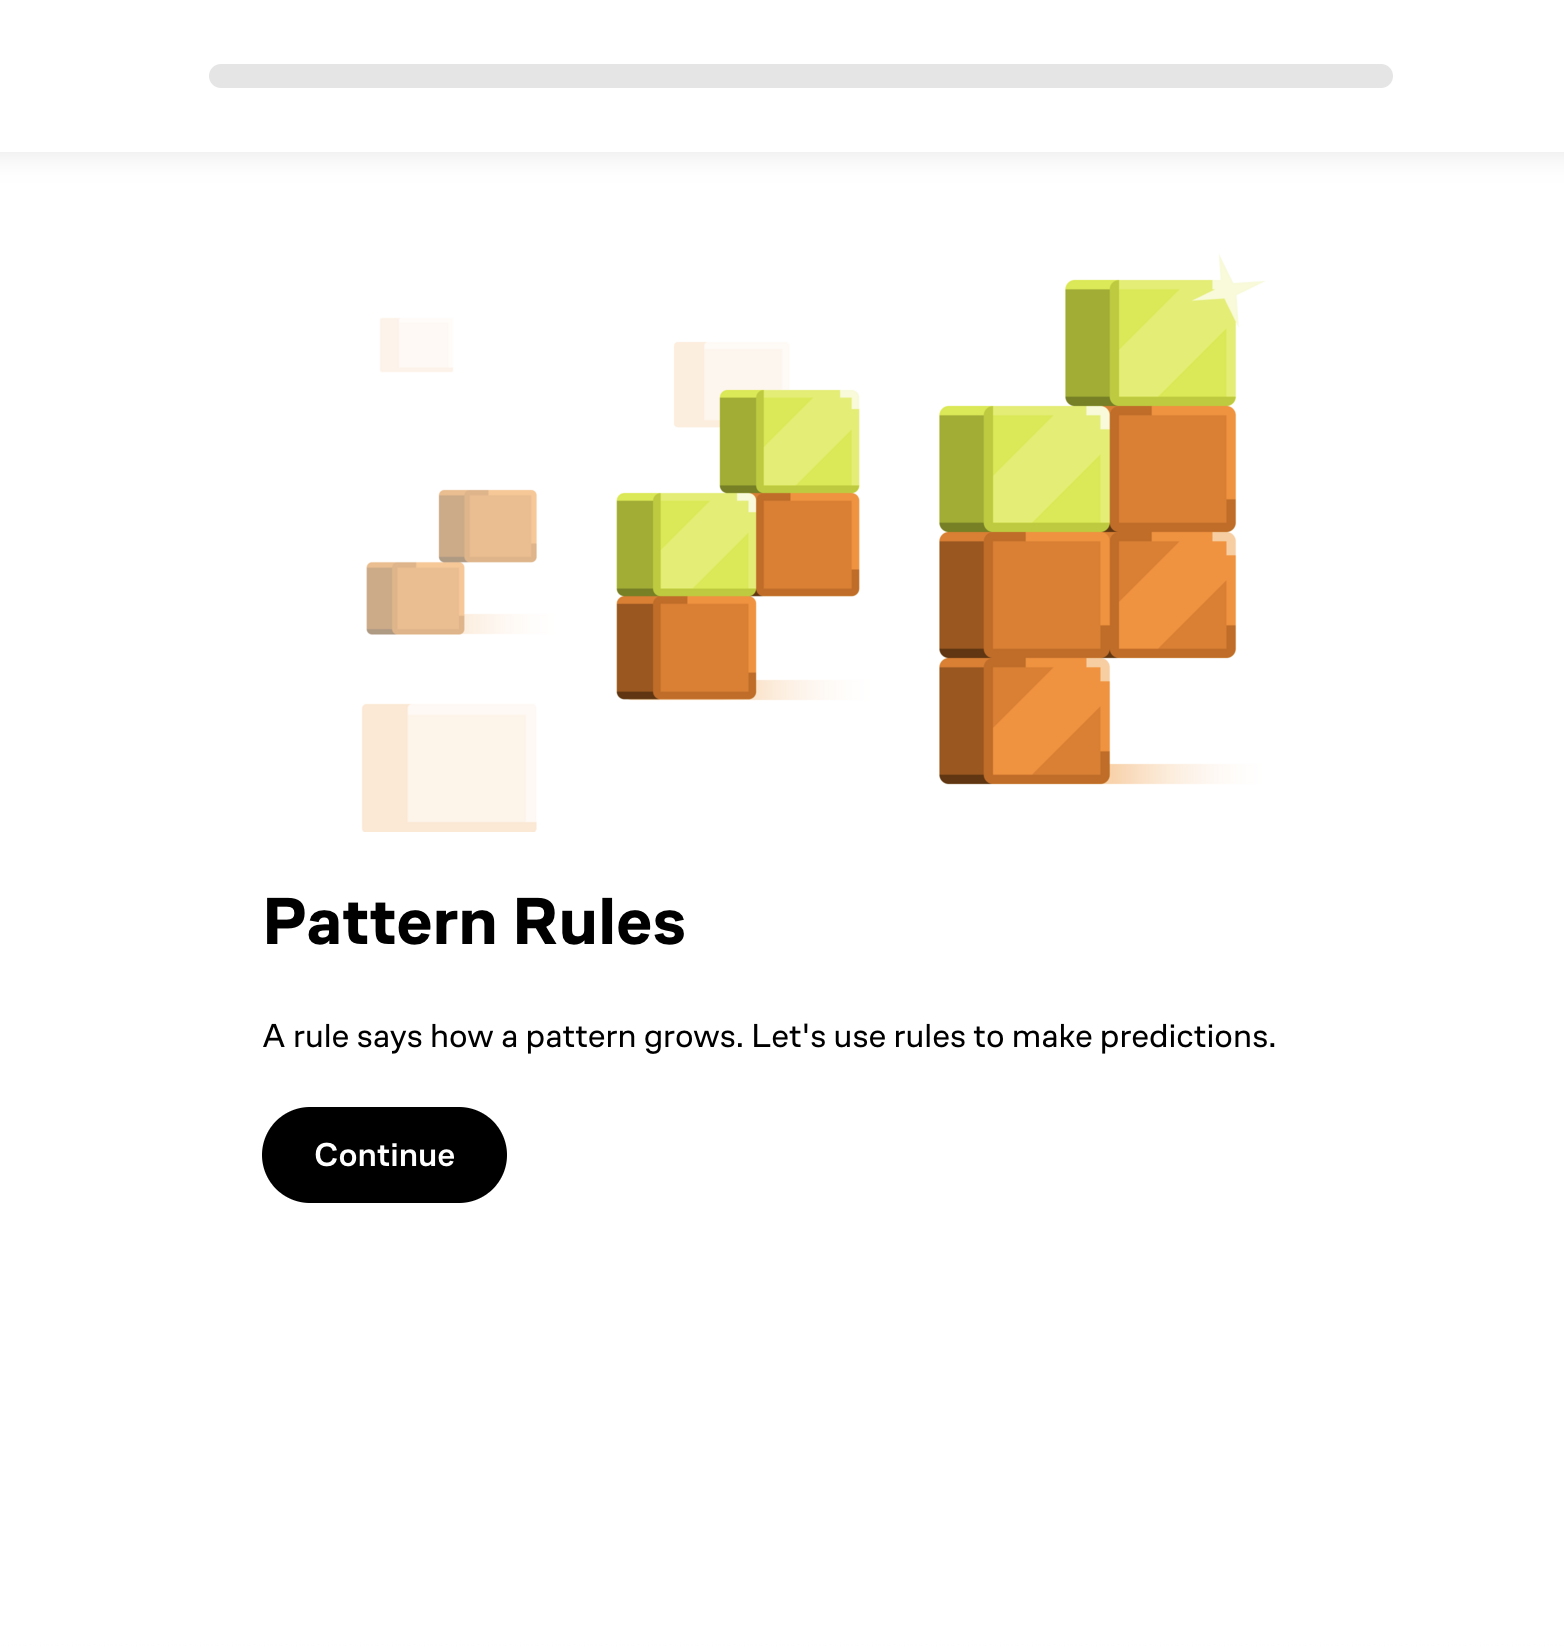 Pattern Rules
A rule says how a pattern grows. Let's use rules to make predictions.
Continue